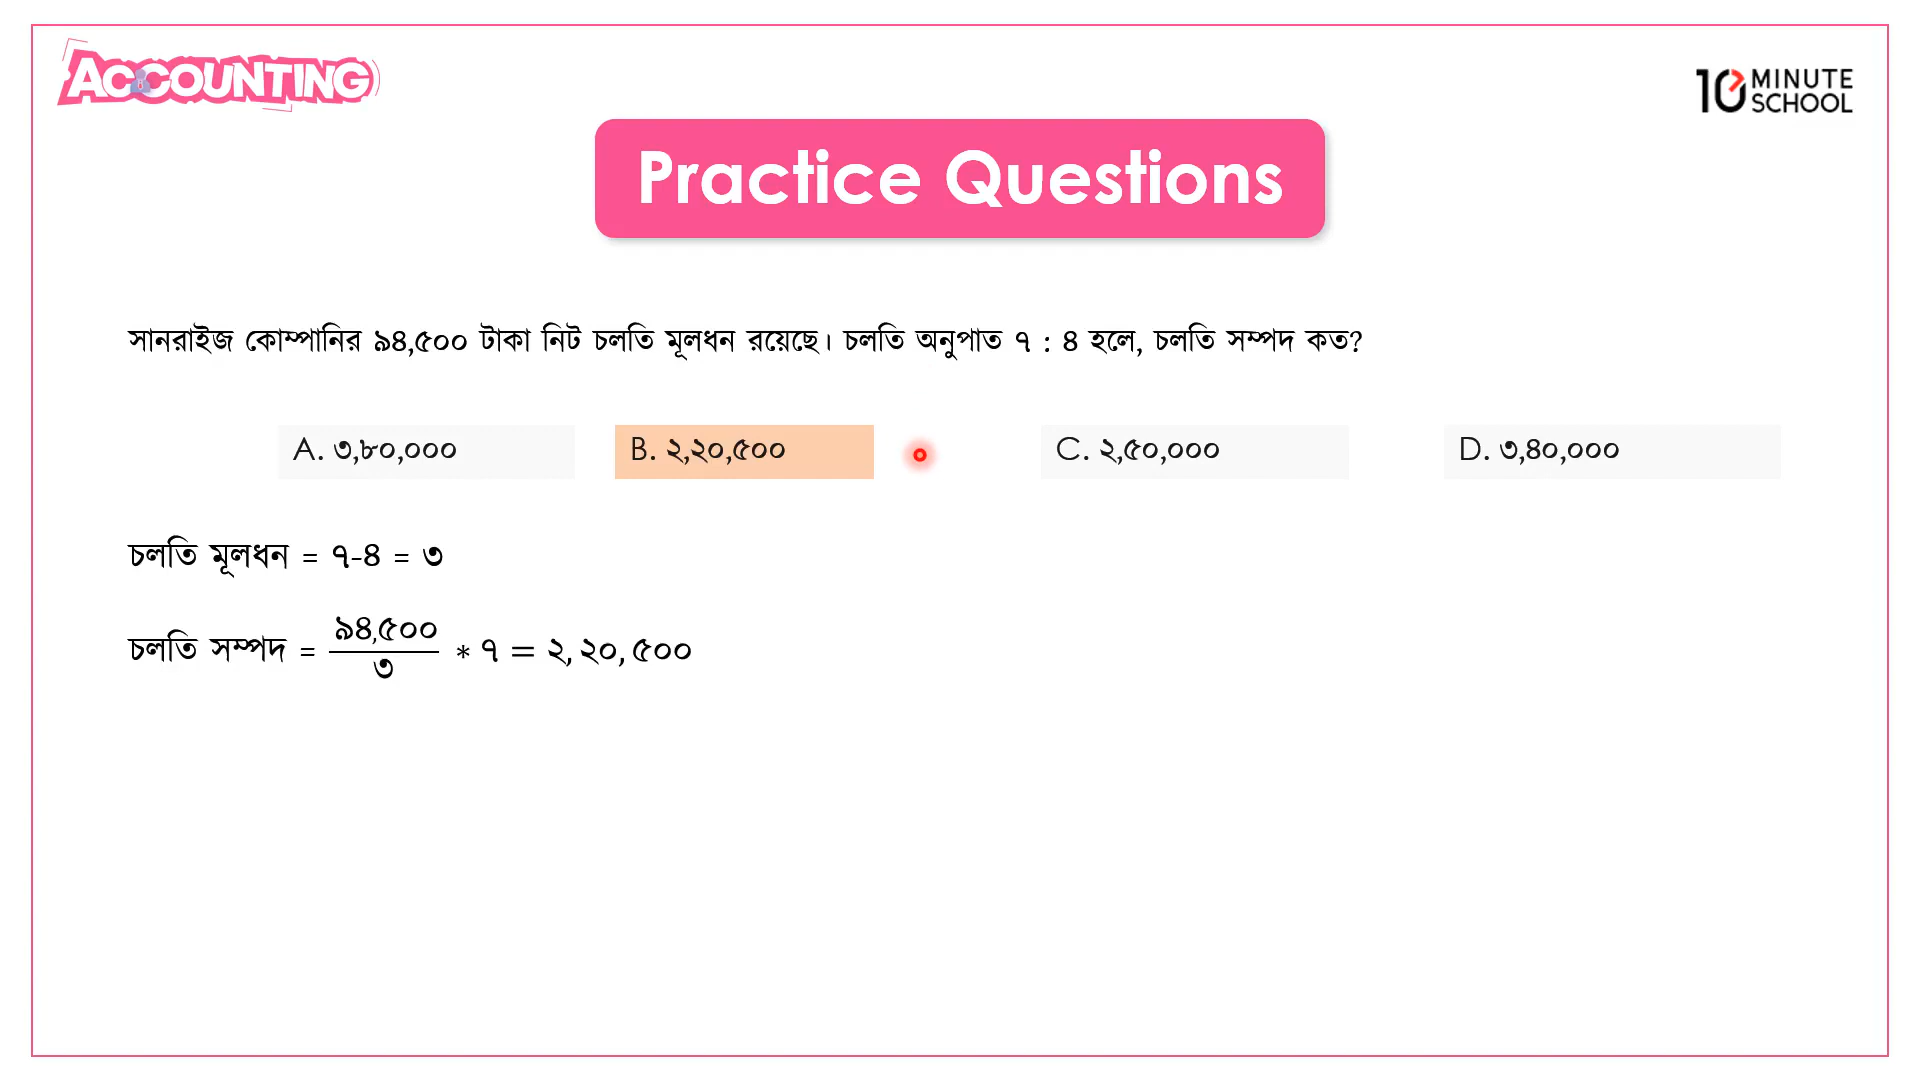 ACCOUNTING
10 MINUTE SCHOOL
Practice Questions
সানরাইজ কোম্পানির ৯৪,৫০০ টাকা নিট চলতি মূলধন রয়েছে। চলতি অনুপাত ৭ : ৪ হলে, চলতি সম্পদ কত?
A. ৩,৮০,০০০ B. ২,২০,৫০০ C. ২,৫০,০০০ D. ৩,৪০,০০০
চলতি মূলধন = ৭-৪ = ৩
চলতি সম্পদ = ৯৪,৫০০/৩ * ৭ = ২,২০,৫০০